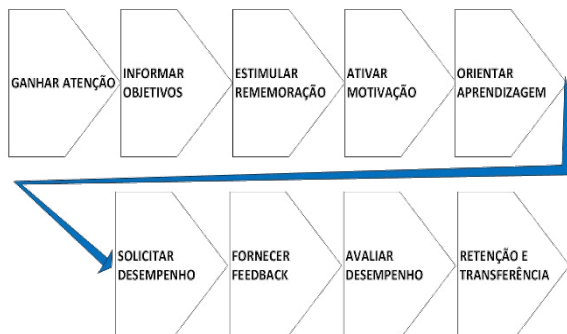 GANHAR ATENÇÃO
INFORMAR
OBJETIVOS
ESTIMULAR
REMEMORAÇÃO
ATIVAR
MOTIVAÇÃO
ORIENTAR
APRENDIZAGEM
SOLICITAR
DESEMPENHO
FORNECER
FEEDBACK
AVALIAR
DESEMPENHO
RETENÇÃO E
TRANSFERÊNCIA